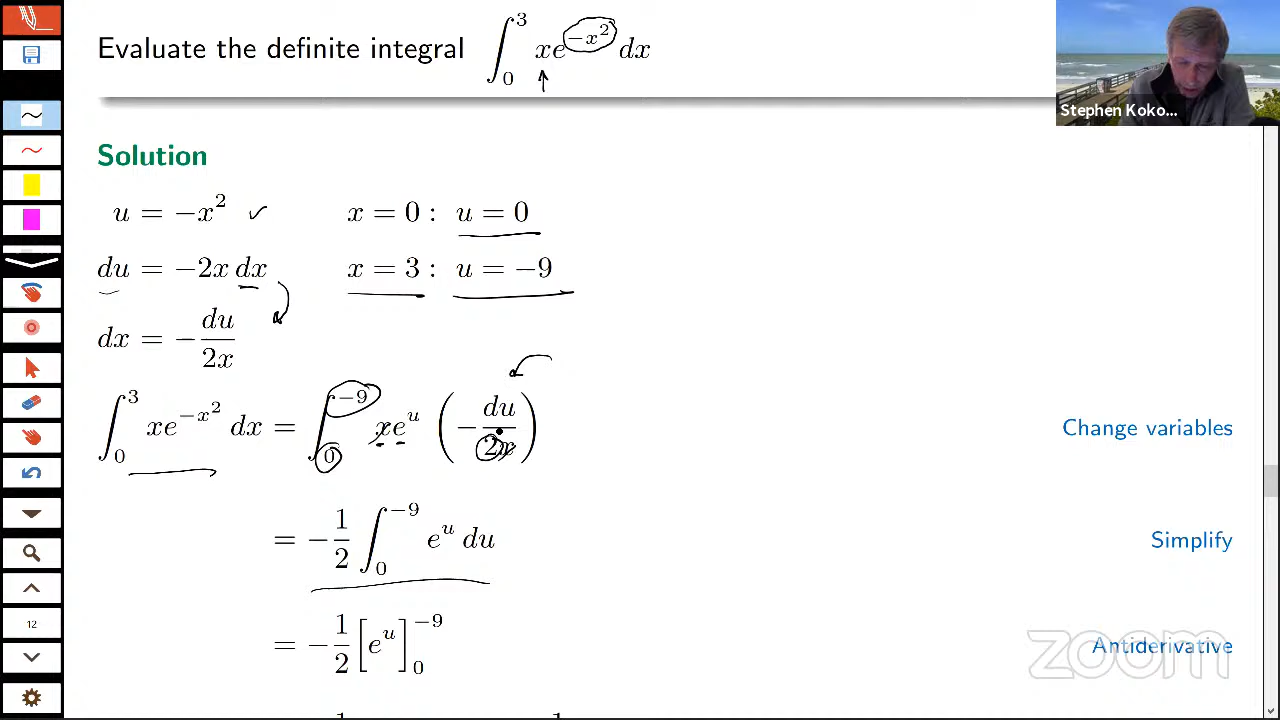 Evaluate the definite integral ∫₀³ xe^{−x²} dx
Stephen Koko...
Solution
u = −x² ✓ x = 0 : u = 0
du = −2x dx x = 3 : u = −9
dx = −du/2x
∫₀³ xe^{−x²} dx = ∫₀^{−9} xe^u (−du/2x) Change variables
= −1/2 ∫₀^{−9} e^u du Simplify
= −1/2 [e^u]₀^{−9} Antiderivative
12
zoom